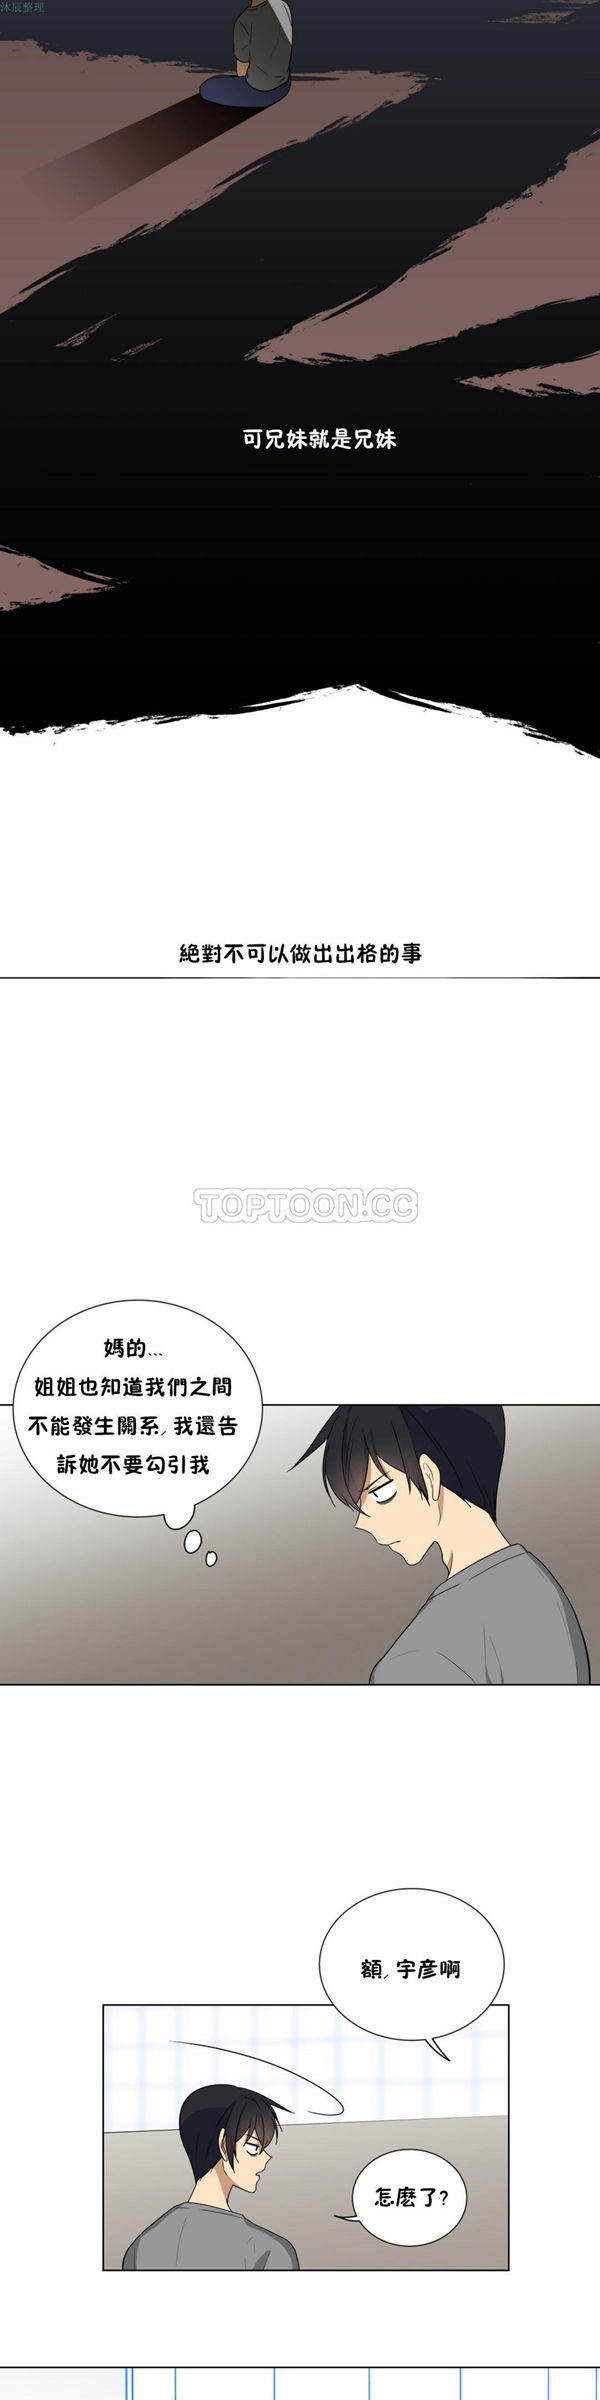 沐辰整理
可兄妹就是兄妹
絕對不可以做出出格的事
TOPTOON.CC
媽的...
姐姐也知道我們之間
不能發生關系, 我還告
訴她不要勾引我
額, 宇彦啊
怎麽了?